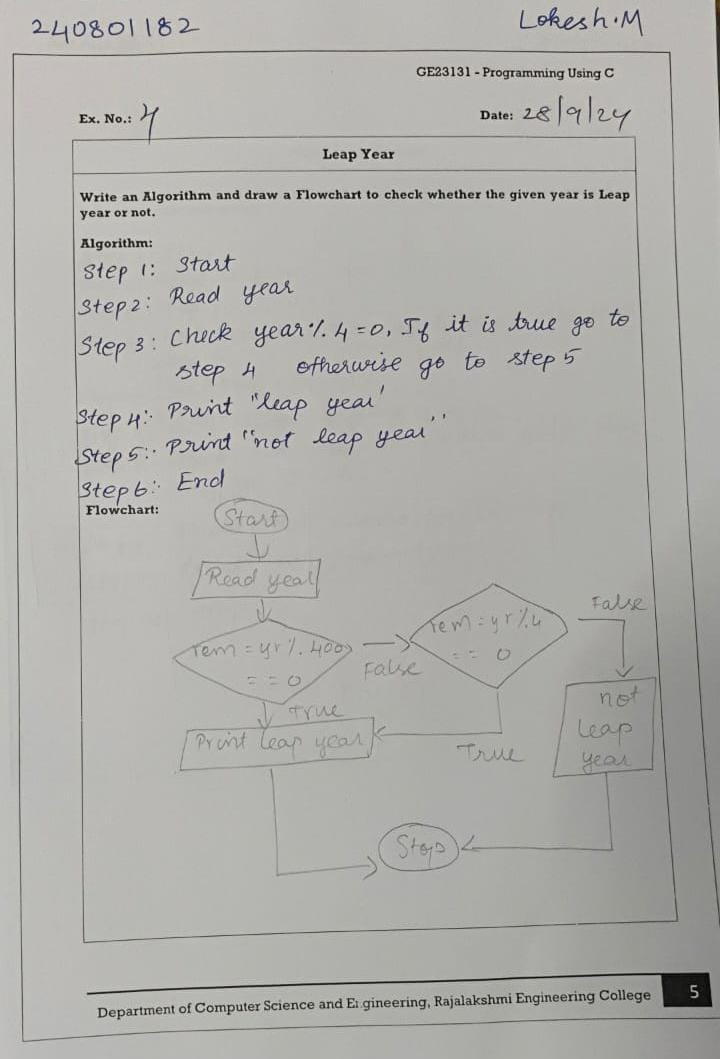 240801182
Lokesh.M
GE23131 - Programming Using C
Ex. No.: 4
Date: 28/9/24
Leap Year
Write an Algorithm and draw a Flowchart to check whether the given year is Leap
year or not.
Algorithm:
Step 1: Start
Step 2: Read year
Step 3: Check year % 4 = 0, If it is true go to
step 4 otherwise go to step 5
Step 4: Print "leap year'
Step 5: Print "not leap year"
Step 6: End
Flowchart:
Start
Read year
rem = yr % 400
= = 0
False
True
rem = yr % 4
= = 0
False
True
Print leap year
not
leap
year
Stop
Department of Computer Science and Engineering, Rajalakshmi Engineering College
5